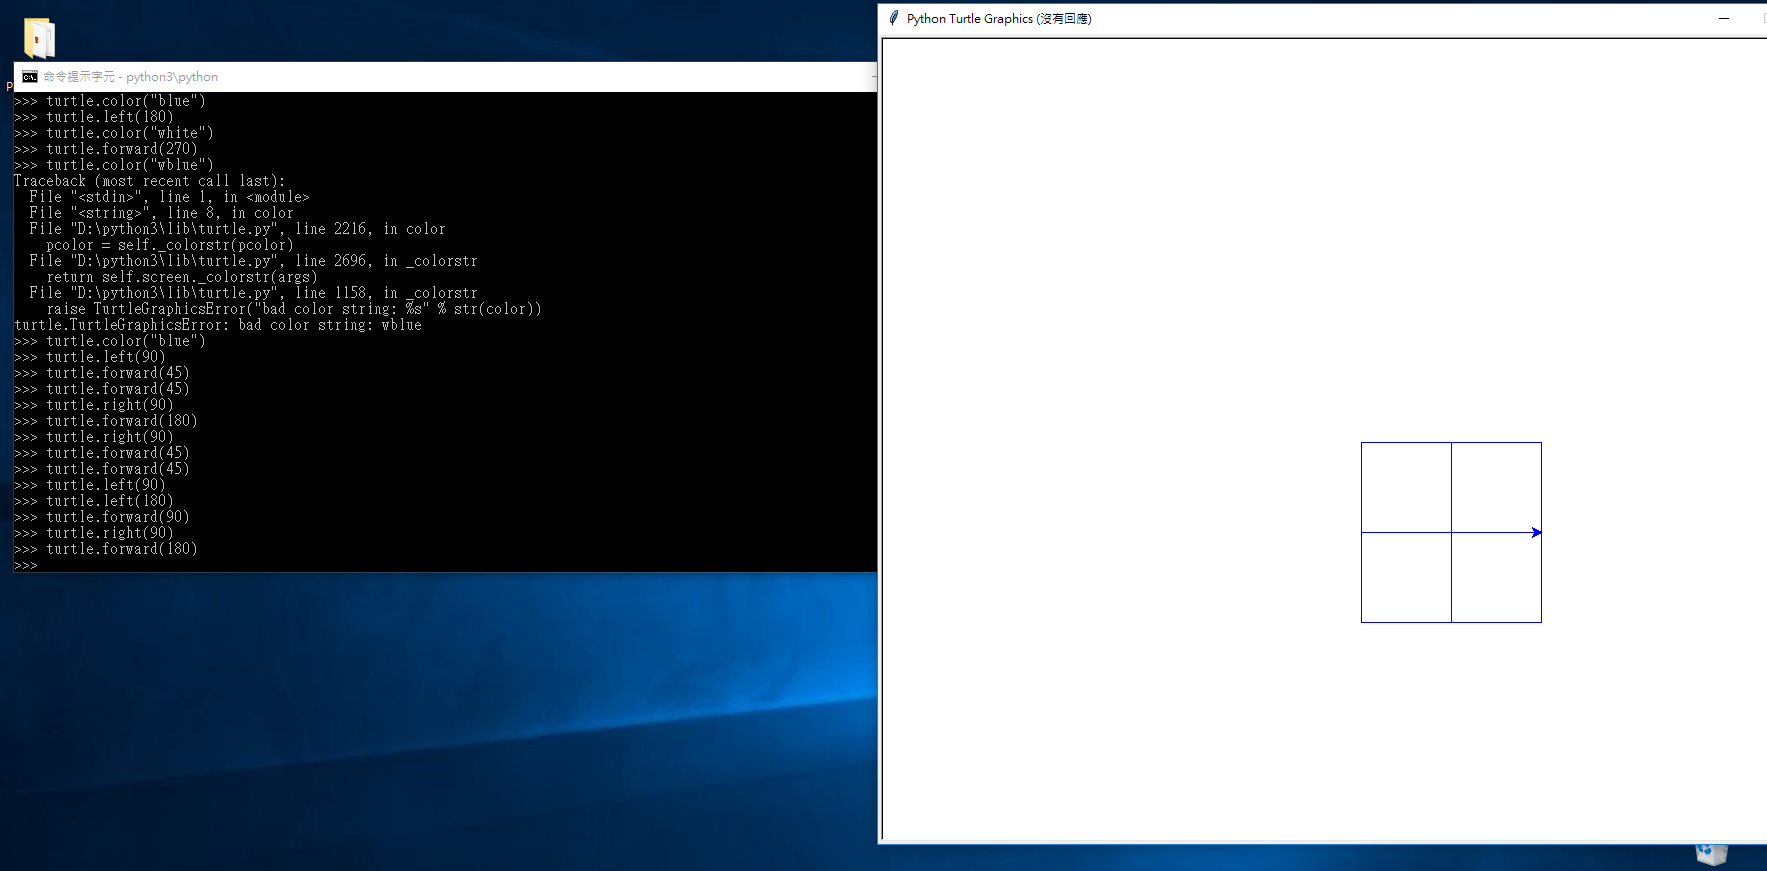 P
命令提示字元 - python3\python
>>> turtle.color("blue")
>>> turtle.left(180)
>>> turtle.color("white")
>>> turtle.forward(270)
>>> turtle.color("wblue")
Traceback (most recent call last):
  File "<stdin>", line 1, in <module>
  File "<string>", line 8, in color
  File "D:\python3\lib\turtle.py", line 2216, in color
    pcolor = self._colorstr(pcolor)
  File "D:\python3\lib\turtle.py", line 2696, in _colorstr
    return self.screen._colorstr(args)
  File "D:\python3\lib\turtle.py", line 1158, in _colorstr
    raise TurtleGraphicsError("bad color string: %s" % str(color))
turtle.TurtleGraphicsError: bad color string: wblue
>>> turtle.color("blue")
>>> turtle.left(90)
>>> turtle.forward(45)
>>> turtle.forward(45)
>>> turtle.right(90)
>>> turtle.forward(180)
>>> turtle.right(90)
>>> turtle.forward(45)
>>> turtle.forward(45)
>>> turtle.left(90)
>>> turtle.left(180)
>>> turtle.forward(90)
>>> turtle.right(90)
>>> turtle.forward(180)
>>>
Python Turtle Graphics (沒有回應)